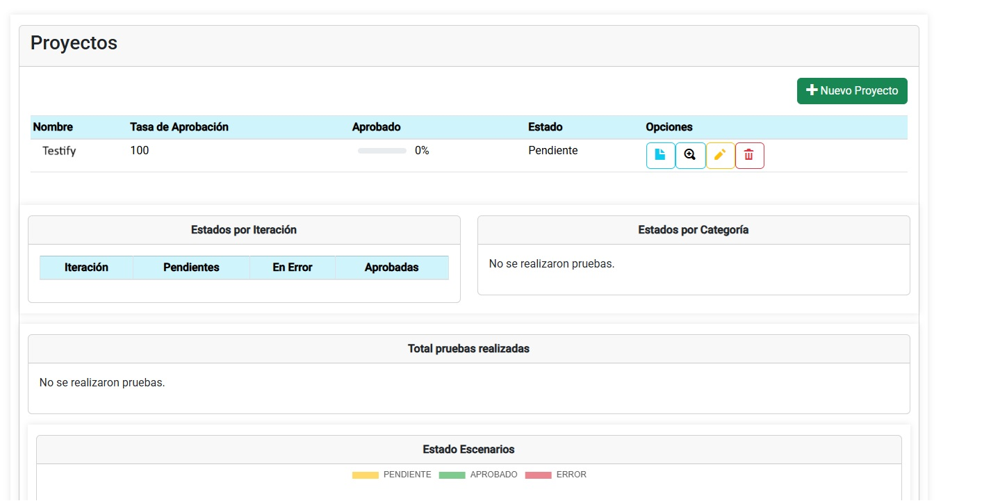 Proyectos
Nuevo Proyecto
Nombre Tasa de Aprobación Aprobado Estado Opciones
Testify 100 0% Pendiente
Estados por Iteración
Iteración Pendientes En Error Aprobadas
Estados por Categoría
No se realizaron pruebas.
Total pruebas realizadas
No se realizaron pruebas.
Estado Escenarios
PENDIENTE APROBADO ERROR